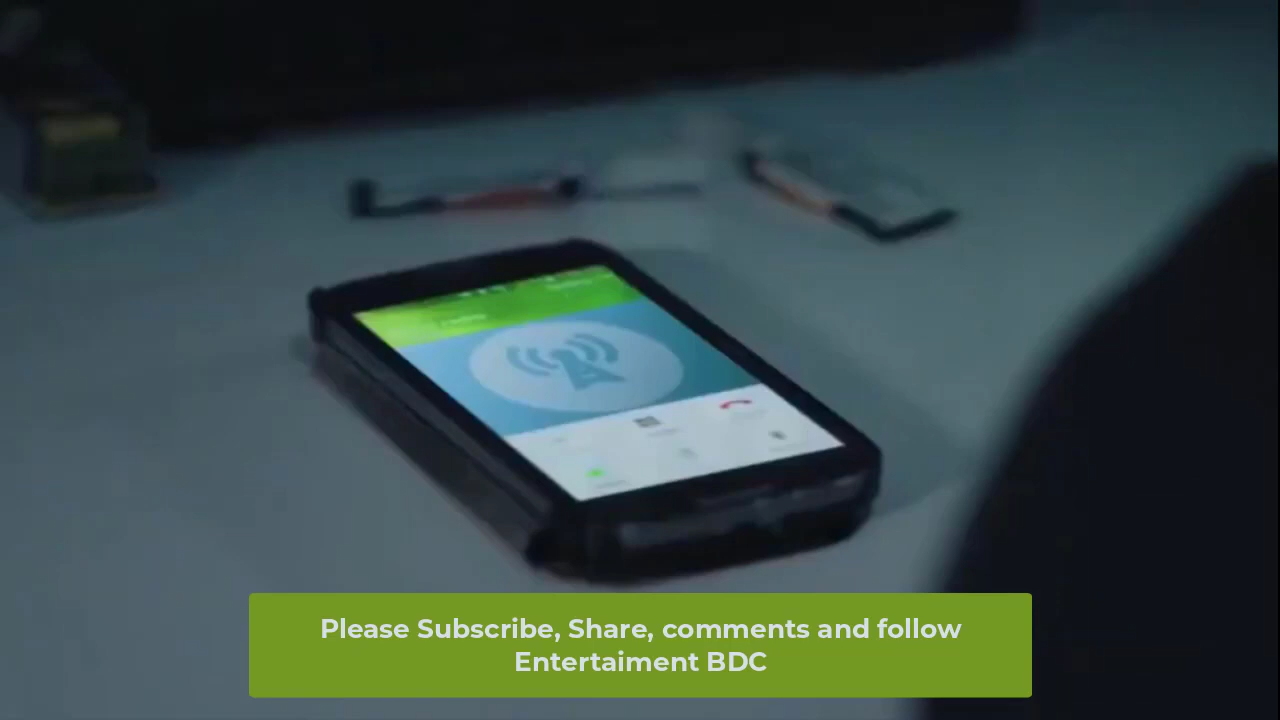 Please Subscribe, Share, comments and follow
Entertaiment BDC